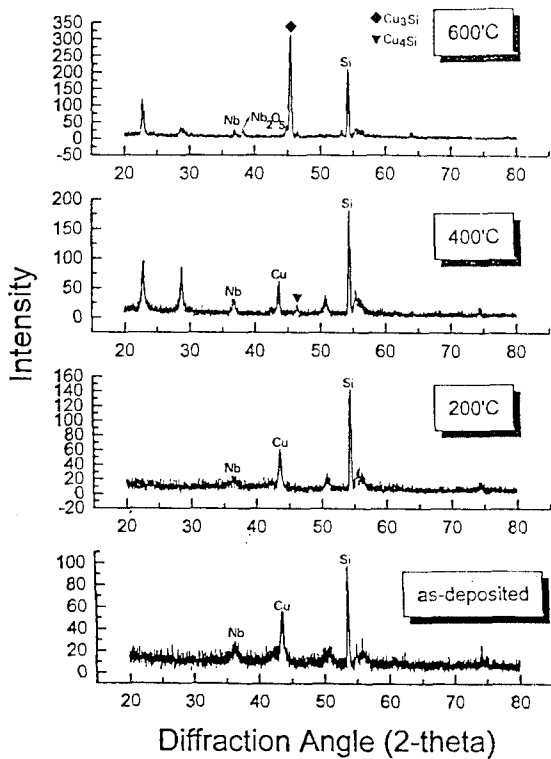 ◆Cu₃Si
▼Cu₄Si
600'C
350
300
250
200
150
100
50
0
-50
Nb
Nb₂O₅
Si
20 30 40 50 60 70 80
400'C
200
150
100
50
0
Nb
Cu
Si
20 30 40 50 60 70 80
200'C
160
140
120
100
80
60
40
20
0
-20
Nb
Cu
Si
20 30 40 50 60 70 80
as-deposited
100
80
60
40
20
0
Nb
Cu
Si
20 30 40 50 60 70 80
Intensity
Diffraction Angle (2-theta)